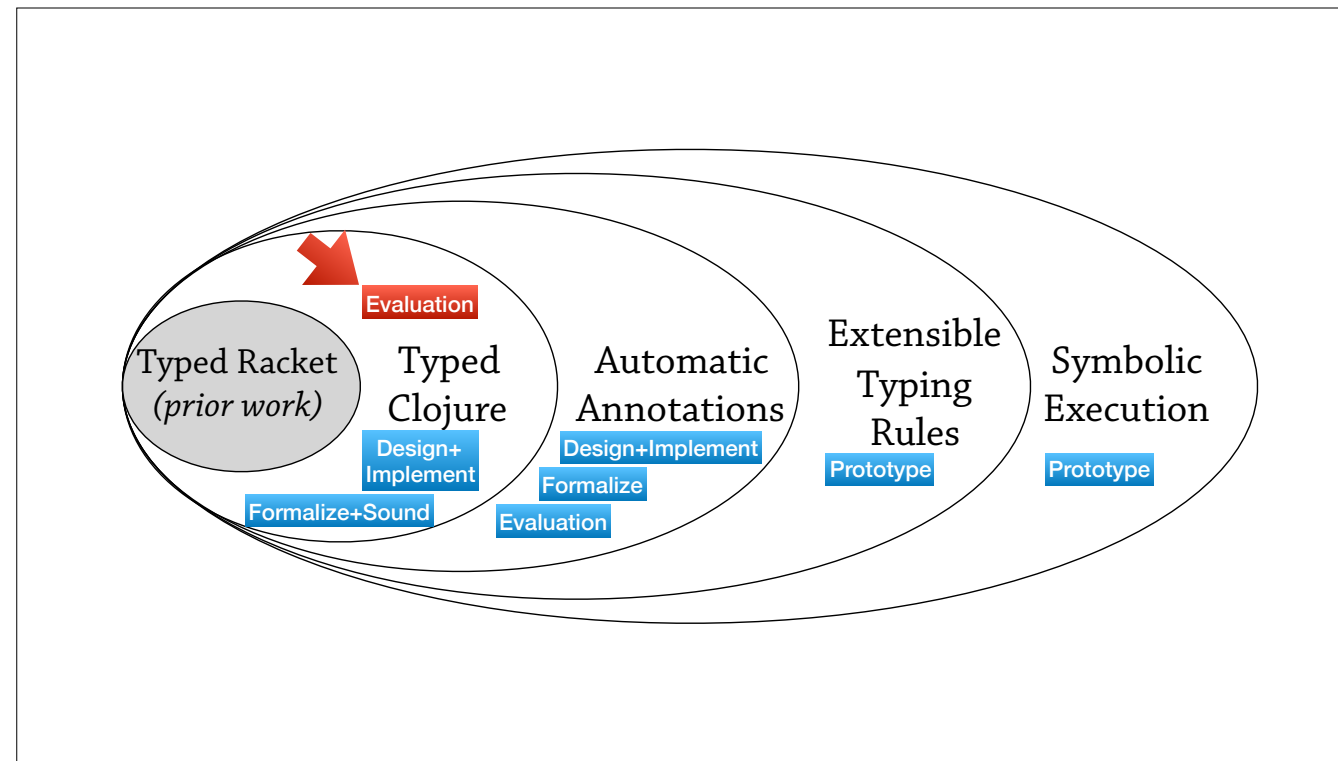 Evaluation
Typed Racket
(prior work)
Typed
Clojure
Design+
Implement
Formalize+Sound
Automatic
Annotations
Design+Implement
Formalize
Evaluation
Extensible
Typing
Rules
Prototype
Symbolic
Execution
Prototype